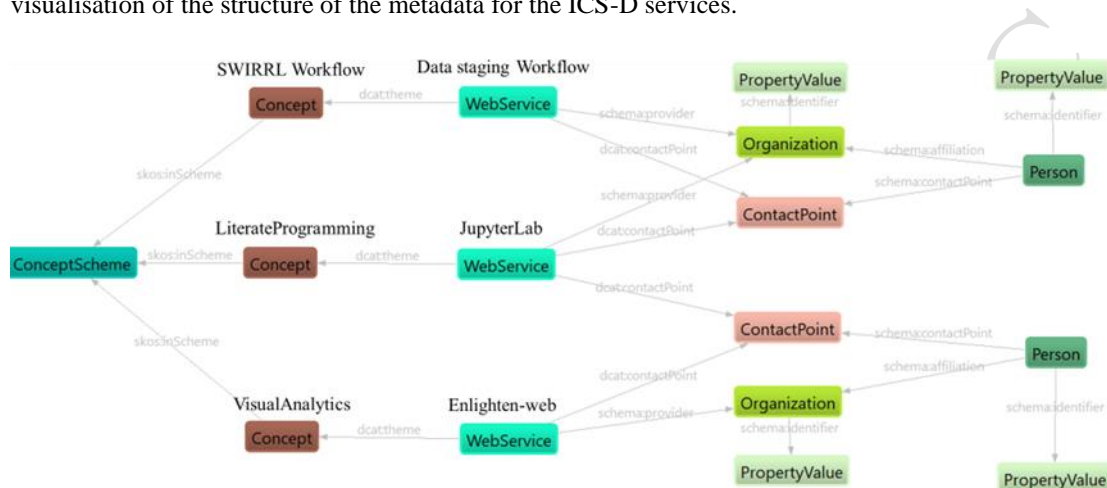 visualisation of the structure of the metadata for the ICS-D services.
SWIRRL Workflow
Data staging Workflow
PropertyValue
PropertyValue
Concept
dcat:theme
WebService
schema:identifier
schema:identifier
schema:provider
Organization
schema:affiliation
dcat:contactPoint
Person
skos:inScheme
schema:contactPoint
schema:provider
ContactPoint
LiterateProgramming
JupyterLab
dcat:contactPoint
ConceptScheme
skos:inScheme
Concept
dcat:theme
WebService
dcat:contactPoint
ContactPoint
schema:contactPoint
skos:inScheme
Person
schema:affiliation
dcat:contactPoint
VisualAnalytics
Enlighten-web
Organization
schema:identifier
schema:provider
Concept
dcat:theme
WebService
schema:identifier
PropertyValue
PropertyValue